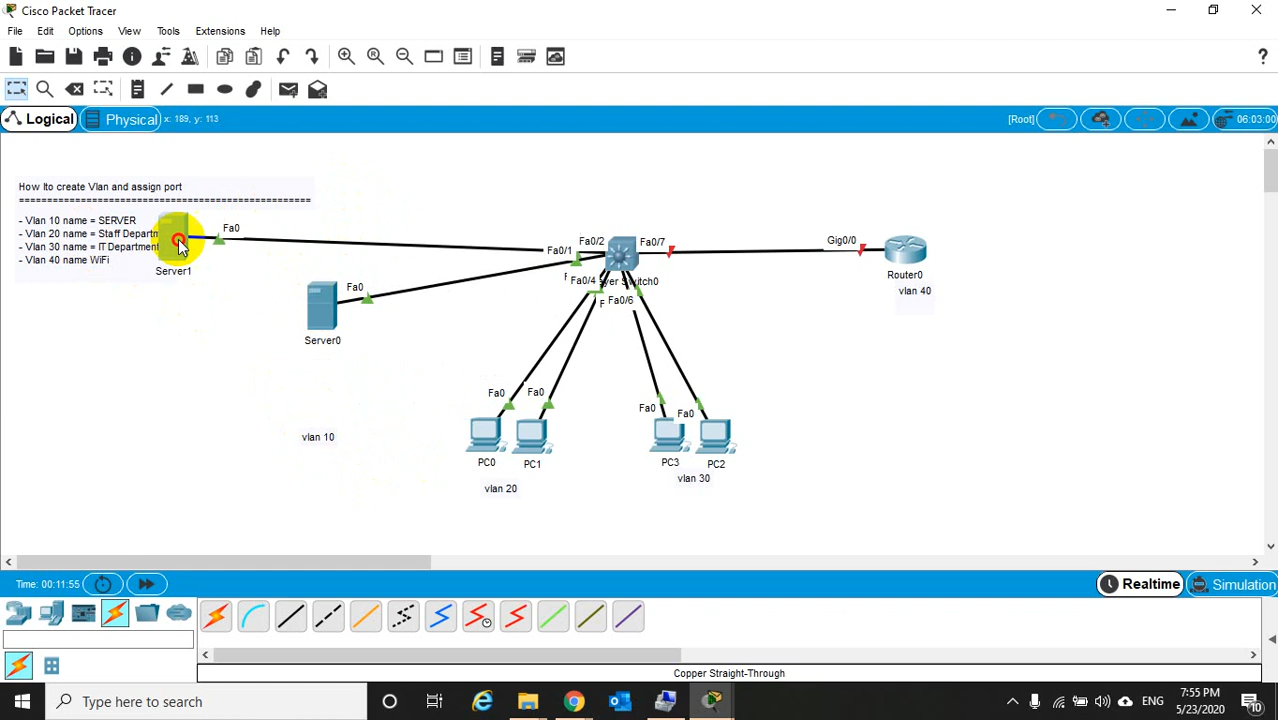 Cisco Packet Tracer
File Edit Options View Tools Extensions Help
Logical Physical x: 189, y: 113 [Root] 06:03:00
How Ito create Vlan and assign port
==================================================
- Vlan 10 name = SERVER
- Vlan 20 name = Staff Departm
- Vlan 30 name = IT Department
- Vlan 40 name WiFi
Server1
Fa0
Fa0/1
Fa0/2
Fa0/7
Gig0/0
Router0
vlan 40
Fa0/4
yer Switch0
Fa0/6
Fa0
Server0
vlan 10
Fa0 Fa0
PC0 PC1
vlan 20
Fa0 Fa0
PC3 PC2
vlan 30
Time: 00:11:55
Realtime Simulation
Copper Straight-Through
Type here to search
ENG
7:55 PM
5/23/2020
10